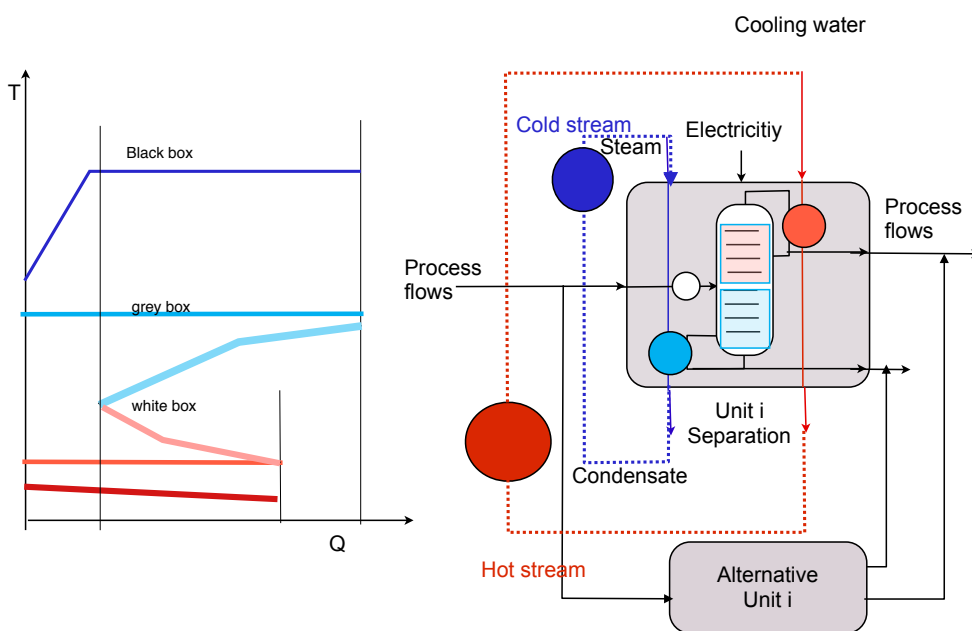 Cooling water
T
Black box
Cold stream
Steam
Electricitiy
Process
flows
Process
flows
grey box
white box
Unit i
Separation
Condensate
Q
Hot stream
Alternative
Unit i